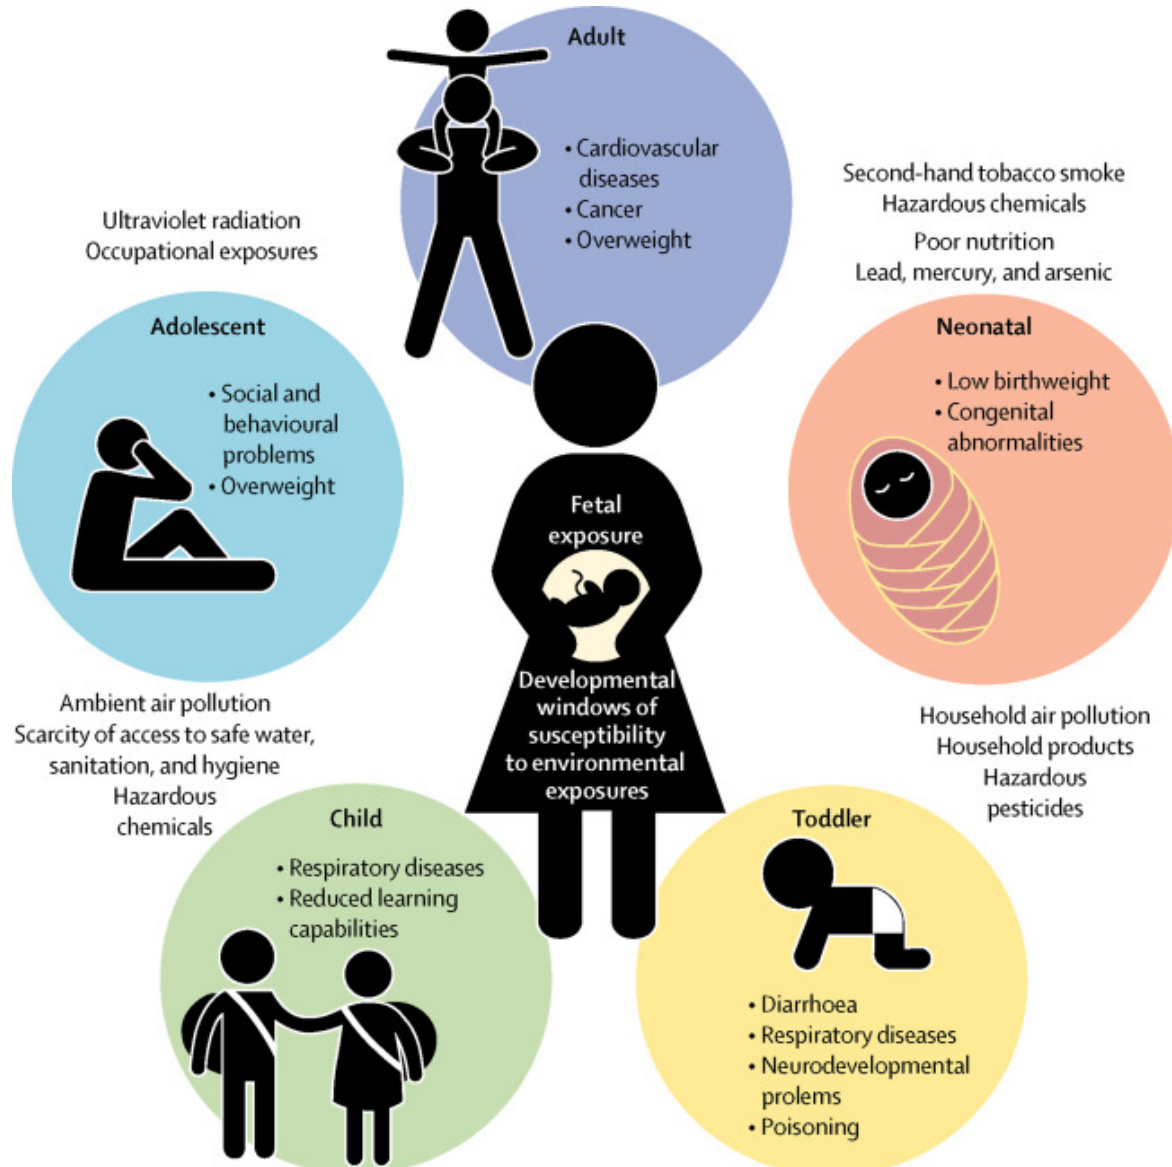 Adult
• Cardiovascular
diseases
• Cancer
• Overweight
Second-hand tobacco smoke
Hazardous chemicals
Poor nutrition
Lead, mercury, and arsenic
Neonatal
• Low birthweight
• Congenital
abnormalities
Household air pollution
Household products
Hazardous
pesticides
Toddler
• Diarrhoea
• Respiratory diseases
• Neurodevelopmental
prolems
• Poisoning
Child
• Respiratory diseases
• Reduced learning
capabilities
Ambient air pollution
Scarcity of access to safe water,
sanitation, and hygiene
Hazardous
chemicals
Adolescent
• Social and
behavioural
problems
• Overweight
Ultraviolet radiation
Occupational exposures
Fetal
exposure
Developmental
windows of
susceptibility
to environmental
exposures